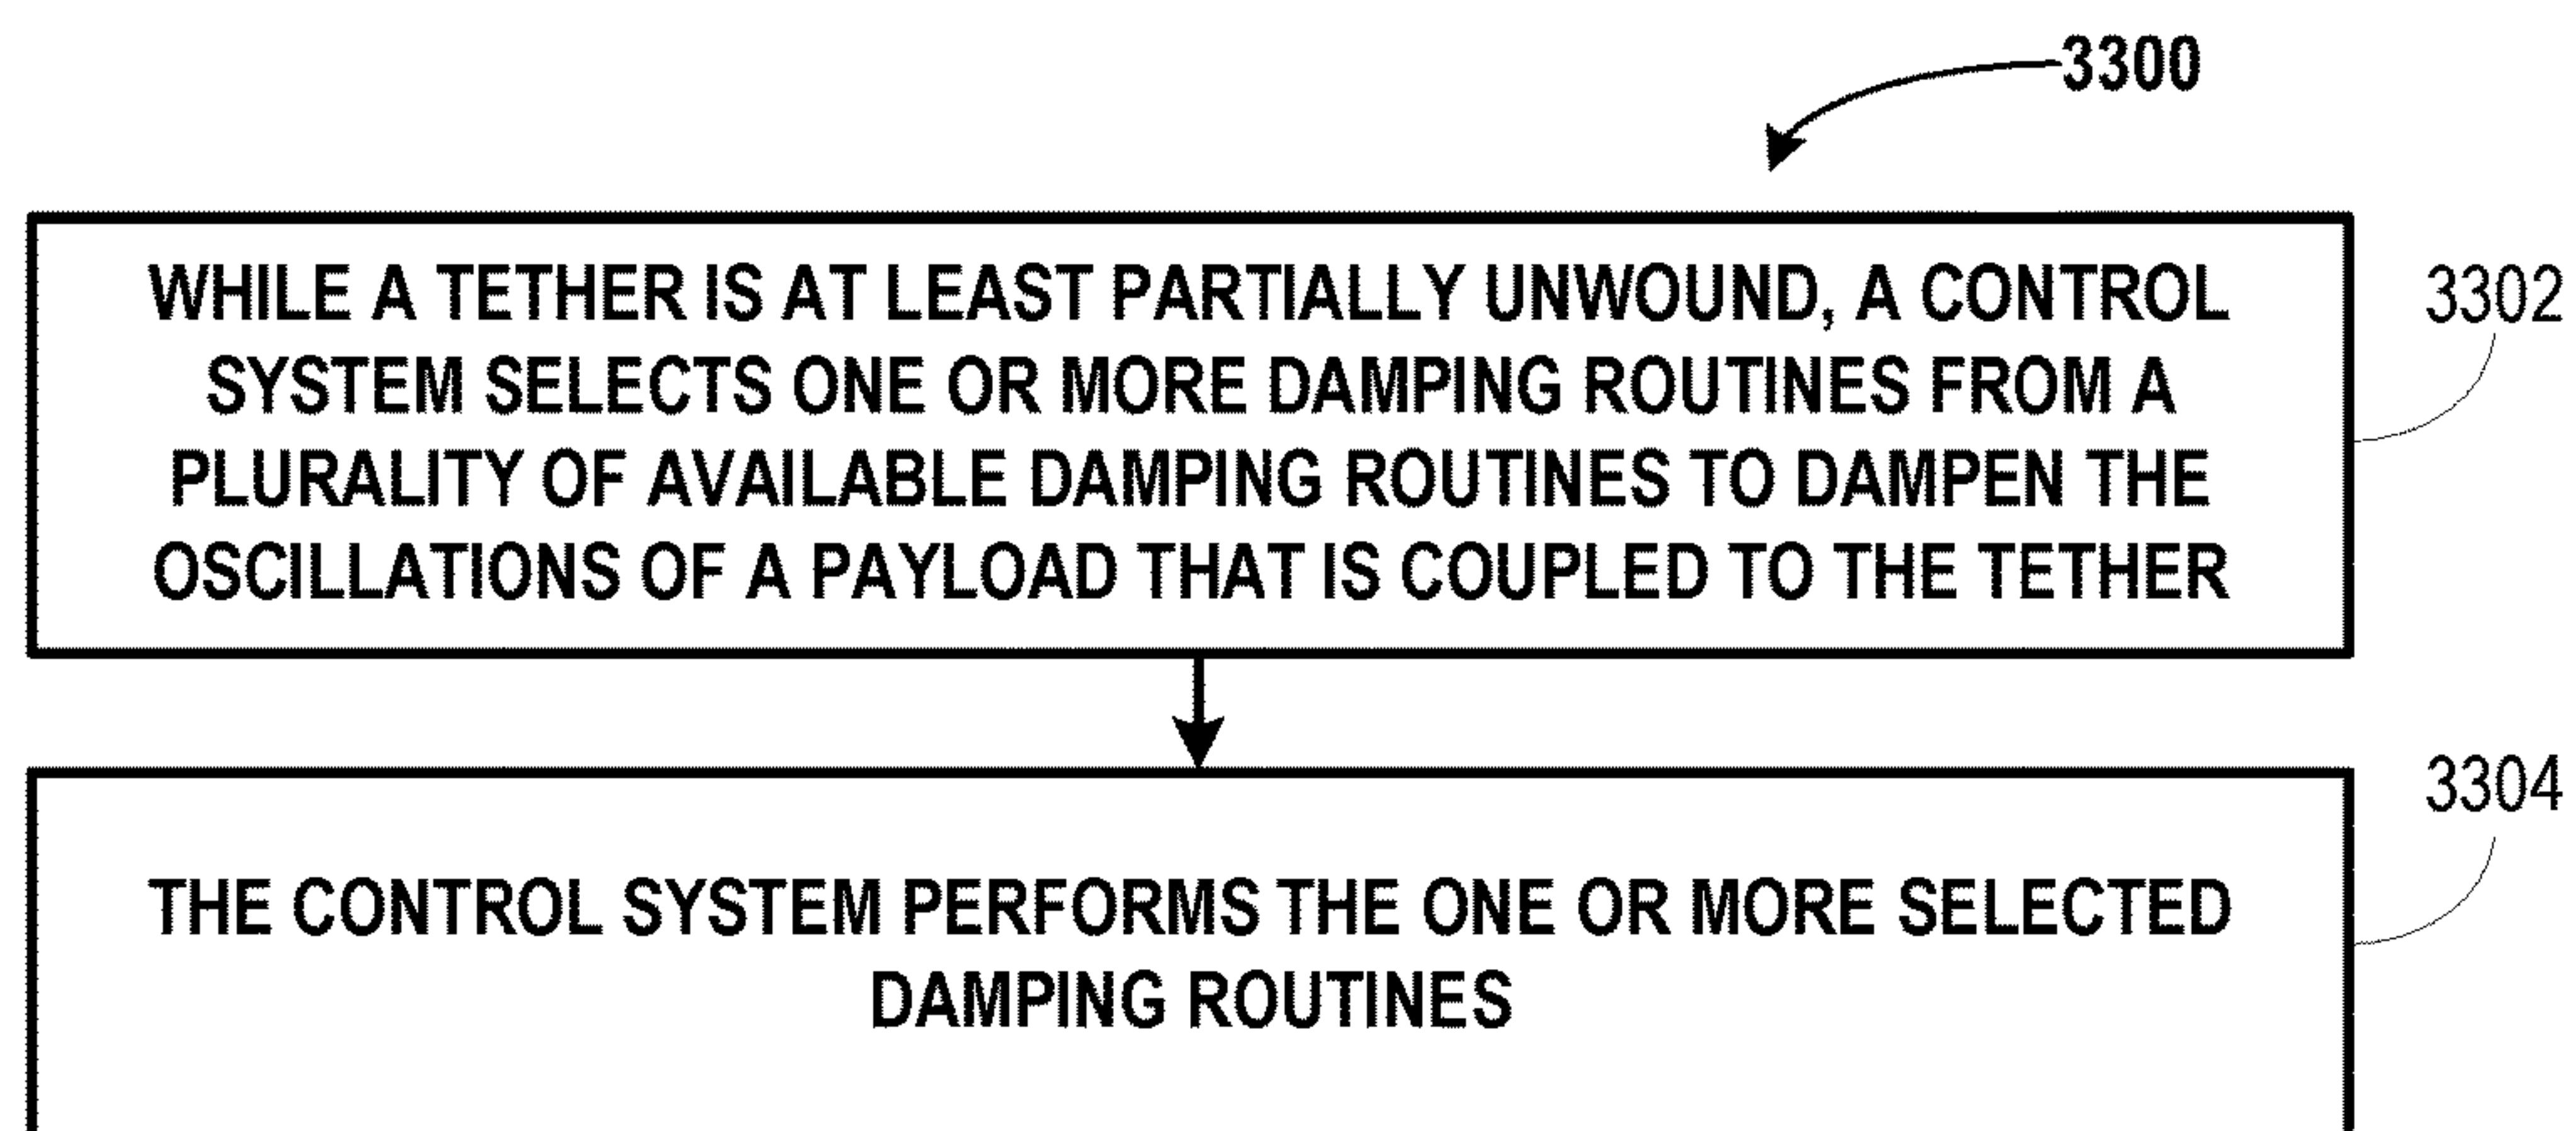 3300
WHILE A TETHER IS AT LEAST PARTIALLY UNWOUND, A CONTROL
SYSTEM SELECTS ONE OR MORE DAMPING ROUTINES FROM A
PLURALITY OF AVAILABLE DAMPING ROUTINES TO DAMPEN THE
OSCILLATIONS OF A PAYLOAD THAT IS COUPLED TO THE TETHER
3302
3304
THE CONTROL SYSTEM PERFORMS THE ONE OR MORE SELECTED
DAMPING ROUTINES